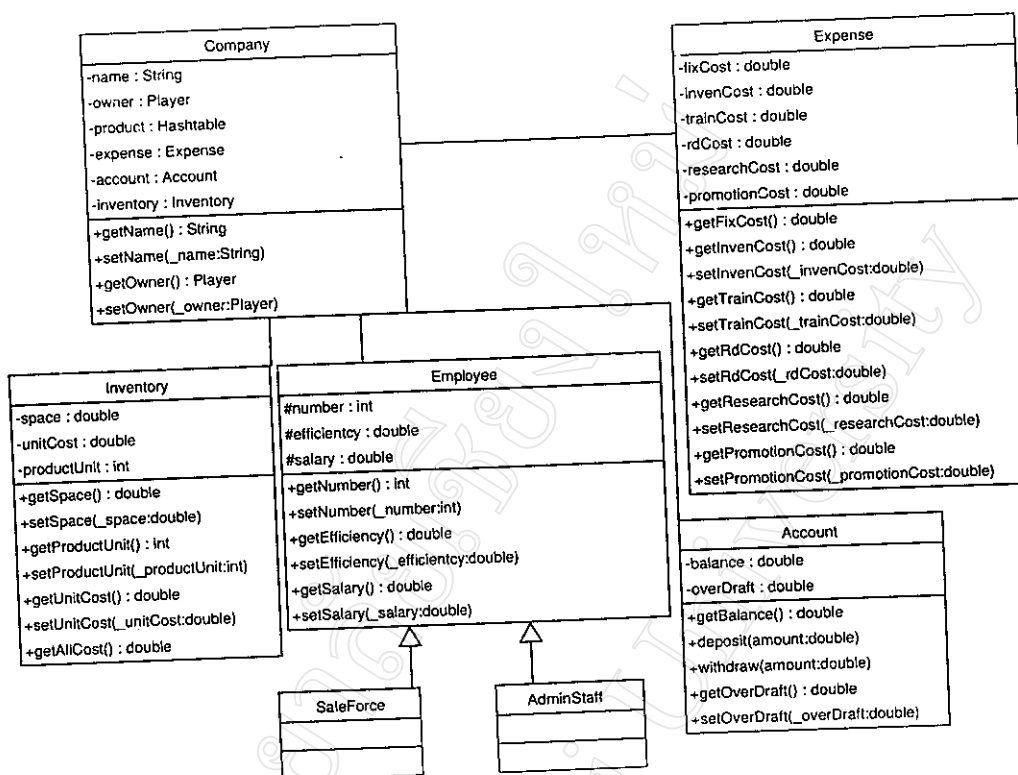 Company
-name : String
-owner : Player
-product : Hashtable
-expense : Expense
-account : Account
-inventory : Inventory
+getName() : String
+setName(_name:String)
+getOwner() : Player
+setOwner(_owner:Player)
Expense
-fixCost : double
-invenCost : double
-trainCost : double
-rdCost : double
-researchCost : double
-promotionCost : double
+getFixCost() : double
+getInvenCost() : double
+setInvenCost(_invenCost:double)
+getTrainCost() : double
+setTrainCost(_trainCost:double)
+getRdCost() : double
+setRdCost(_rdCost:double)
+getResearchCost() : double
+setResearchCost(_researchCost:double)
+getPromotionCost() : double
+setPromotionCost(_promotionCost:double)
Inventory
-space : double
-unitCost : double
-productUnit : int
+getSpace() : double
+setSpace(_space:double)
+getProductUnit() : int
+setProductUnit(_productUnit:int)
+getUnitCost() : double
+setUnitCost(_unitCost:double)
+getAllCost() : double
Employee
#number : int
#efficientcy : double
#salary : double
+getNumber() : int
+setNumber(_number:int)
+getEfficiency() : double
+setEfficiency(_efficientcy:double)
+getSalary() : double
+setSalary(_salary:double)
Account
-balance : double
-overDraft : double
+getBalance() : double
+deposit(amount:double)
+withdraw(amount:double)
+getOverDraft() : double
+setOverDraft(_overDraft:double)
SaleForce
AdminStaff
University